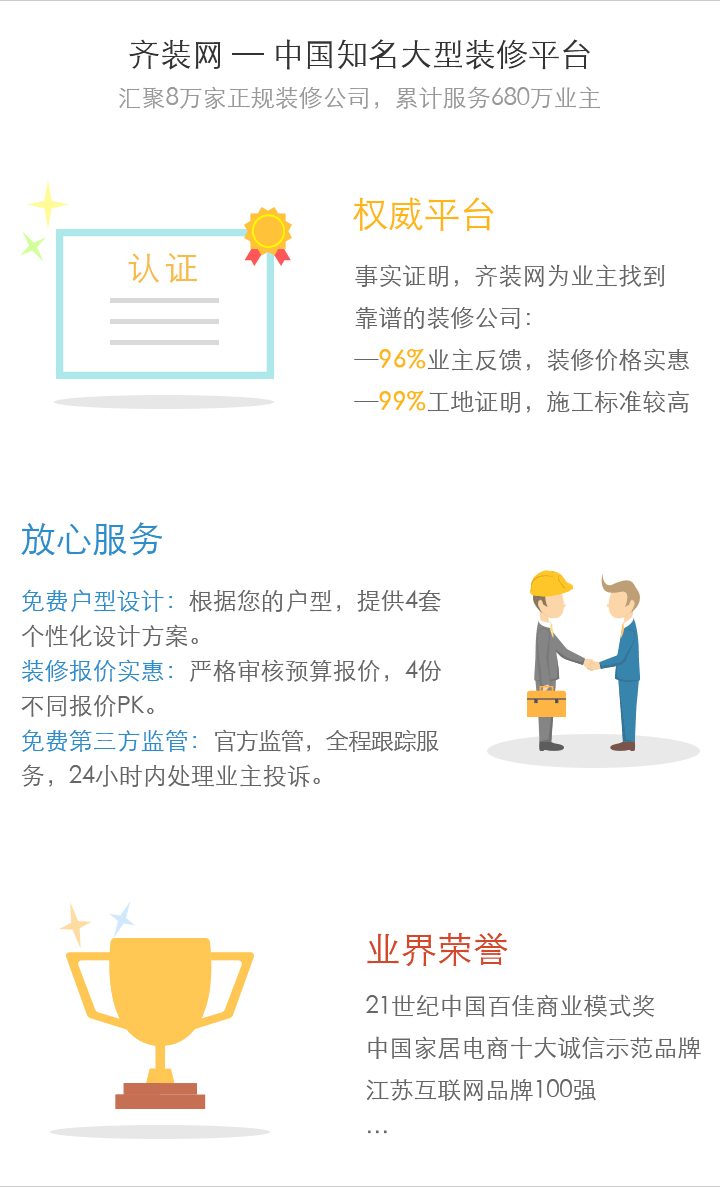 齐装网 — 中国知名大型装修平台
汇聚8万家正规装修公司，累计服务680万业主
认证
权威平台
事实证明，齐装网为业主找到
靠谱的装修公司：
—96%业主反馈，装修价格实惠
—99%工地证明，施工标准较高
放心服务
免费户型设计：根据您的户型，提供4套
个性化设计方案。
装修报价实惠：严格审核预算报价，4份
不同报价PK。
免费第三方监管：官方监管，全程跟踪服
务，24小时内处理业主投诉。
业界荣誉
21世纪中国百佳商业模式奖
中国家居电商十大诚信示范品牌
江苏互联网品牌100强
...